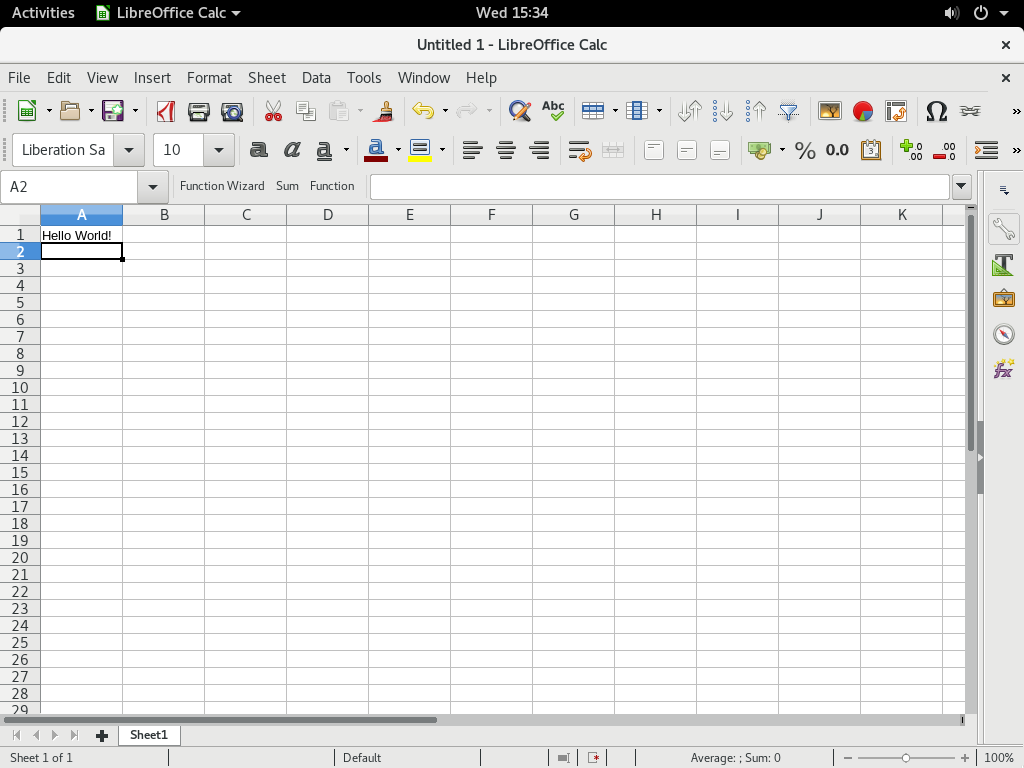 Activities LibreOffice Calc Wed 15:34
Untitled 1 - LibreOffice Calc
File Edit View Insert Format Sheet Data Tools Window Help
Abc
Liberation Sa 10 a a a a % 0.0 .00 .00
A2 Function Wizard Sum Function
A B C D E F G H I J K
1 Hello World!
2
3
4
5
6
7
8
9
10
11
12
13
14
15
16
17
18
19
20
21
22
23
24
25
26
27
28
29
Sheet1
Sheet 1 of 1 Default Average: ; Sum: 0 100%